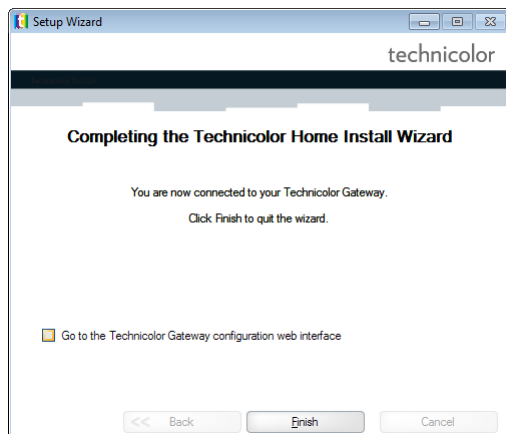 Setup Wizard
technicolor
Completing the Technicolor Home Install Wizard
You are now connected to your Technicolor Gateway.
Click Finish to quit the wizard.
Go to the Technicolor Gateway configuration web interface
<< Back Finish Cancel